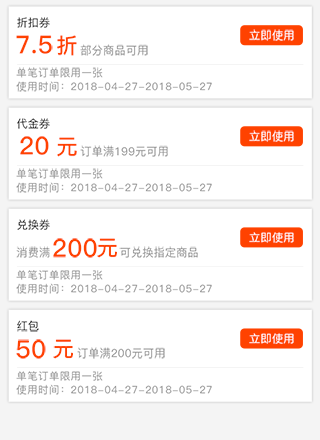 折扣券
7.5 折 部分商品可用
立即使用
单笔订单限用一张
使用时间：2018-04-27-2018-05-27
代金券
20 元 订单满199元可用
立即使用
单笔订单限用一张
使用时间：2018-04-27-2018-05-27
兑换券
消费满 200元 可兑换指定商品
立即使用
单笔订单限用一张
使用时间：2018-04-27-2018-05-27
红包
50 元 订单满200元可用
立即使用
单笔订单限用一张
使用时间：2018-04-27-2018-05-27